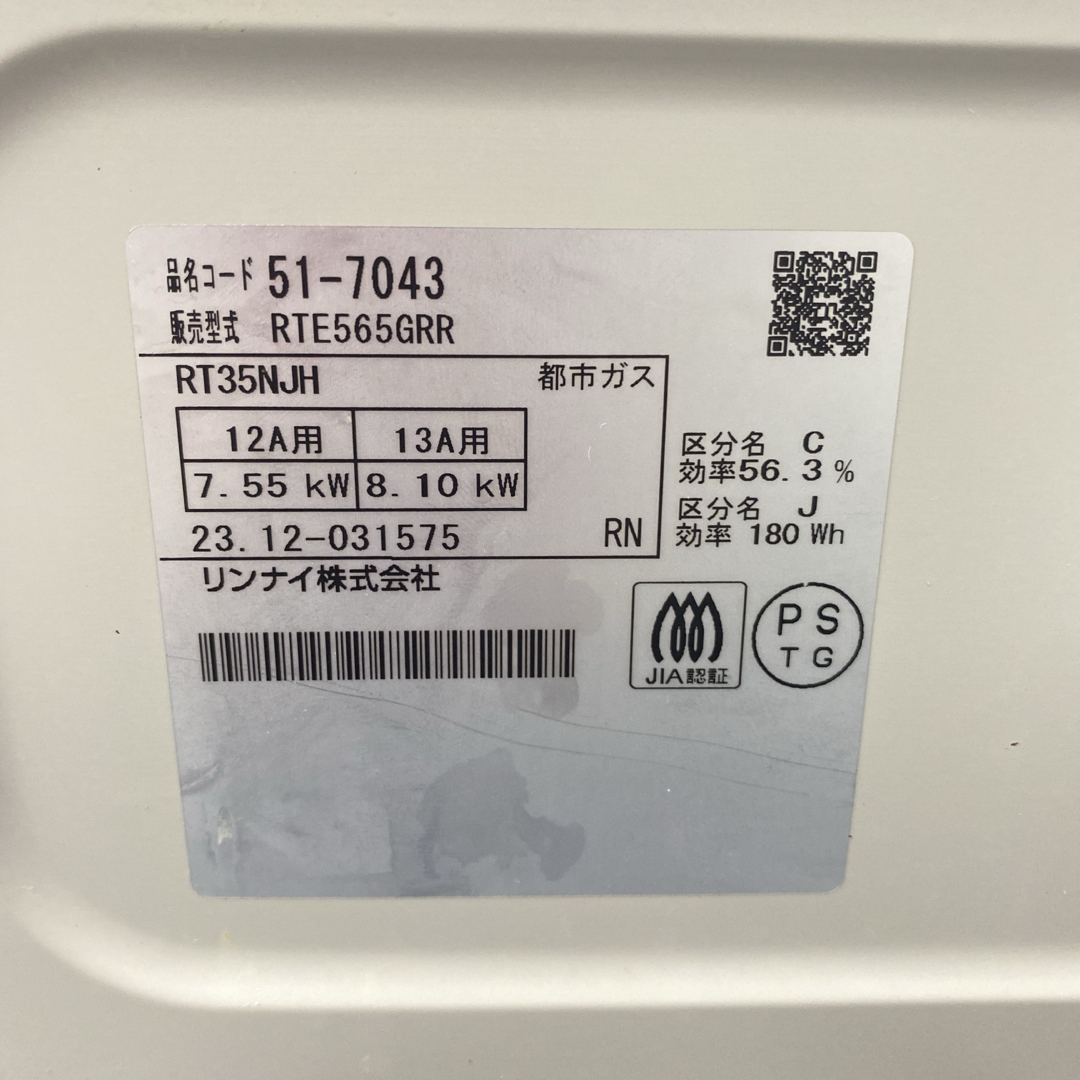 品名コード 51-7043
販売型式 RTE565GRR
RT35NJH 都市ガス
12A用 13A用
7.55 kW 8.10 kW
23.12-031575 RN
リンナイ株式会社
区分名 C
効率56.3 %
区分名 J
効率 180 Wh
JIA認証
PS
TG